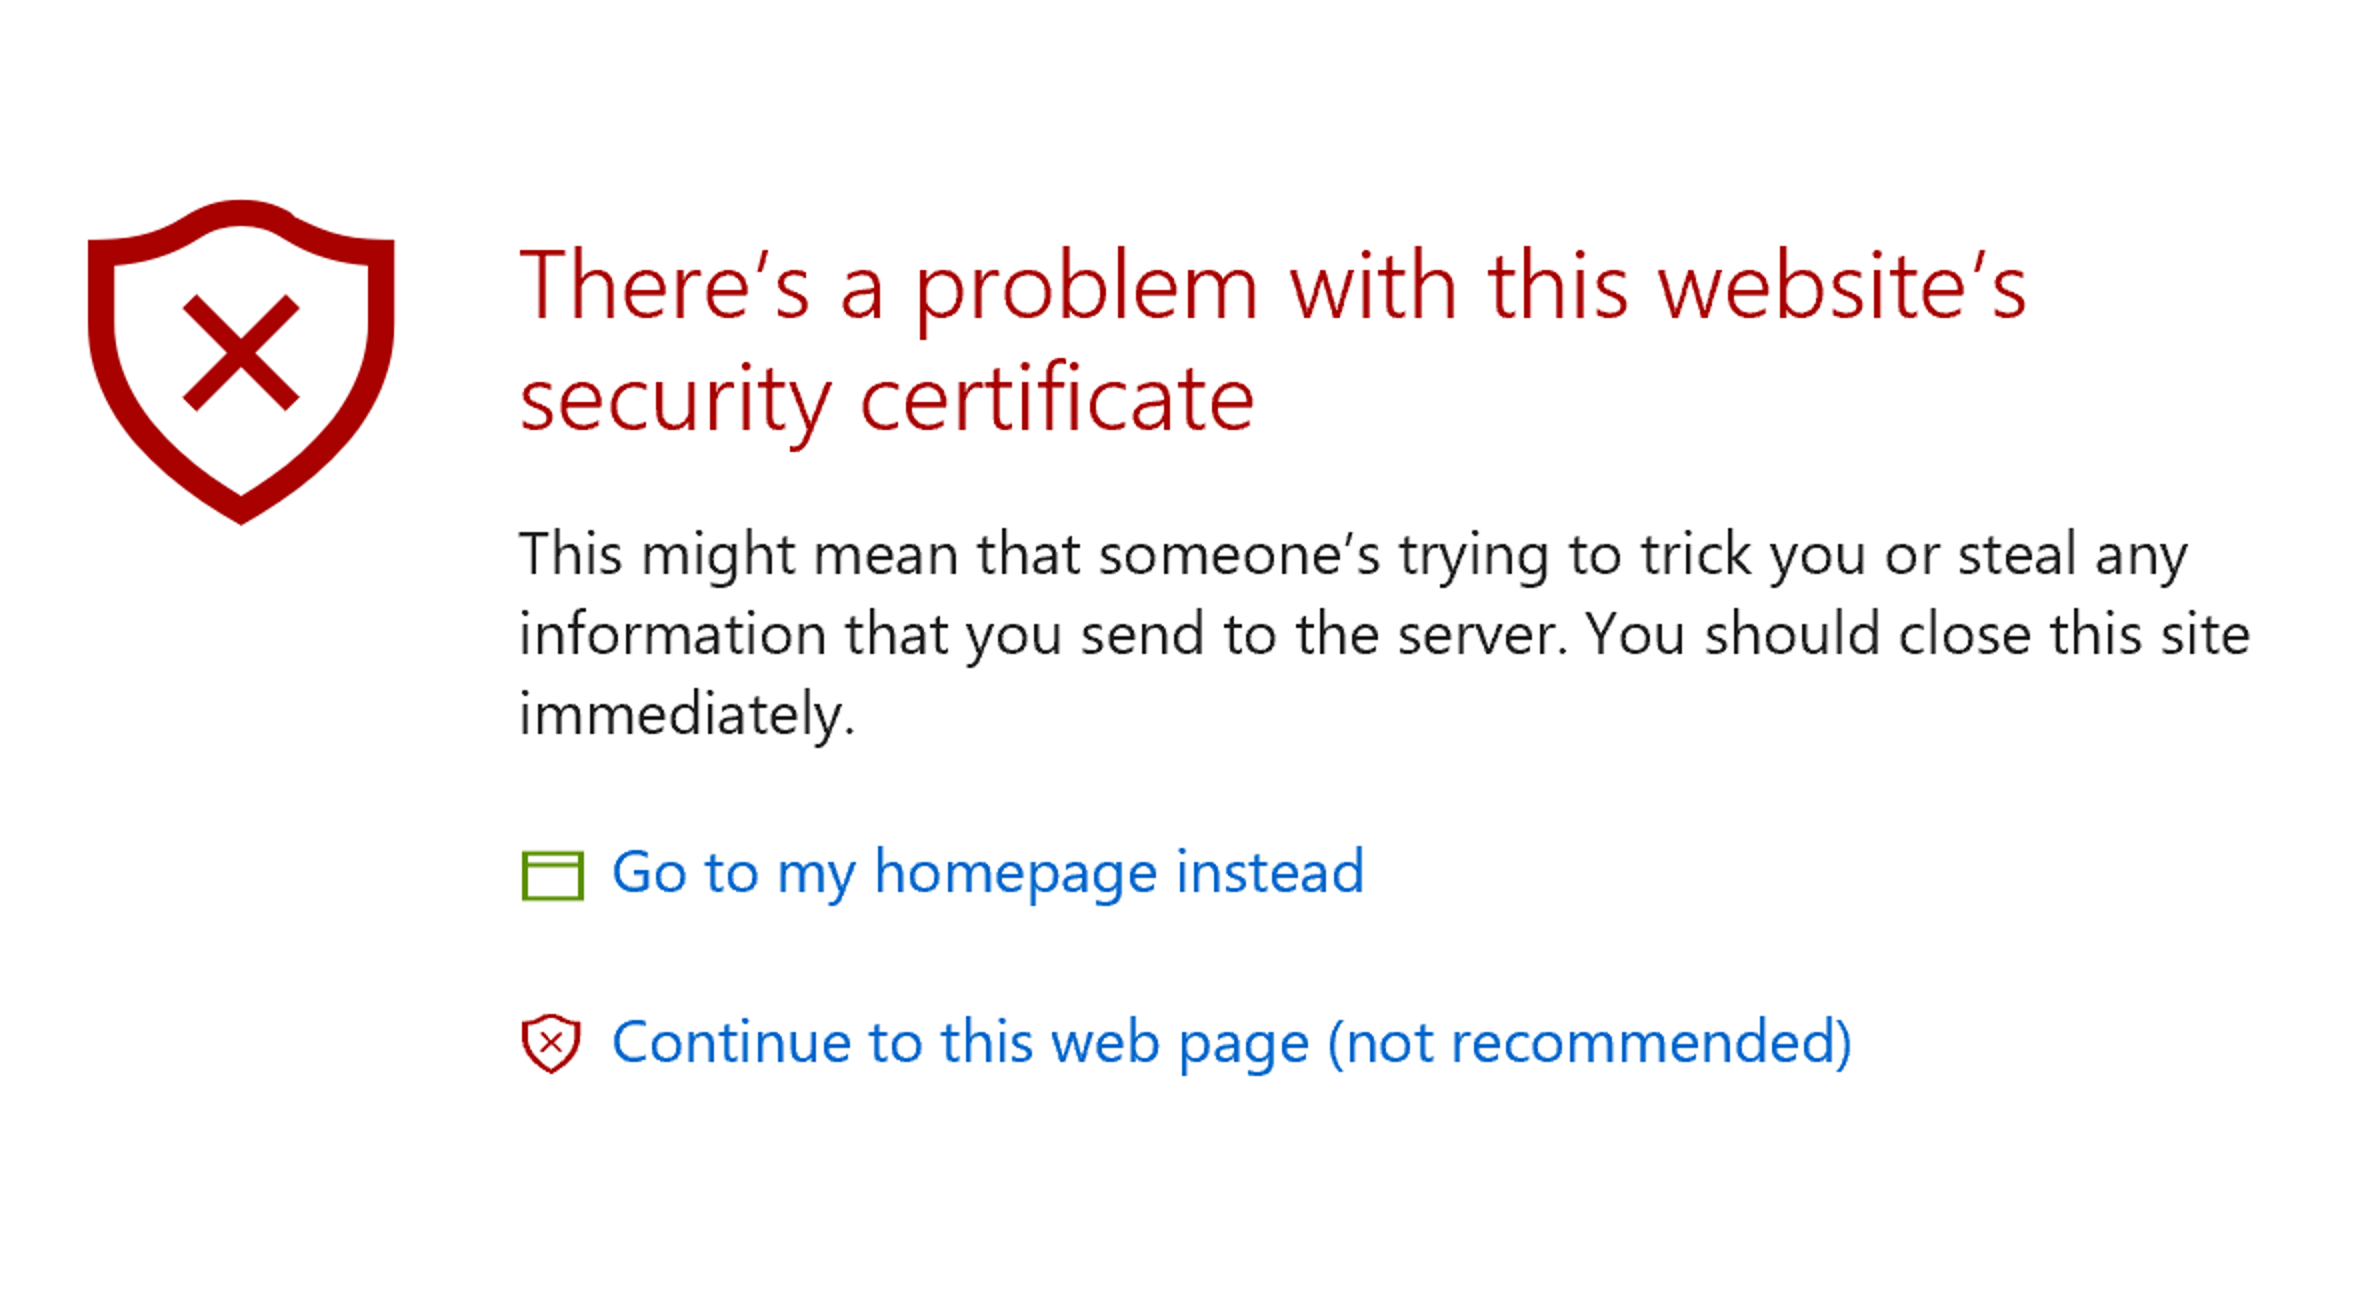 There’s a problem with this website’s
security certificate
This might mean that someone’s trying to trick you or steal any
information that you send to the server. You should close this site
immediately.
Go to my homepage instead
Continue to this web page (not recommended)